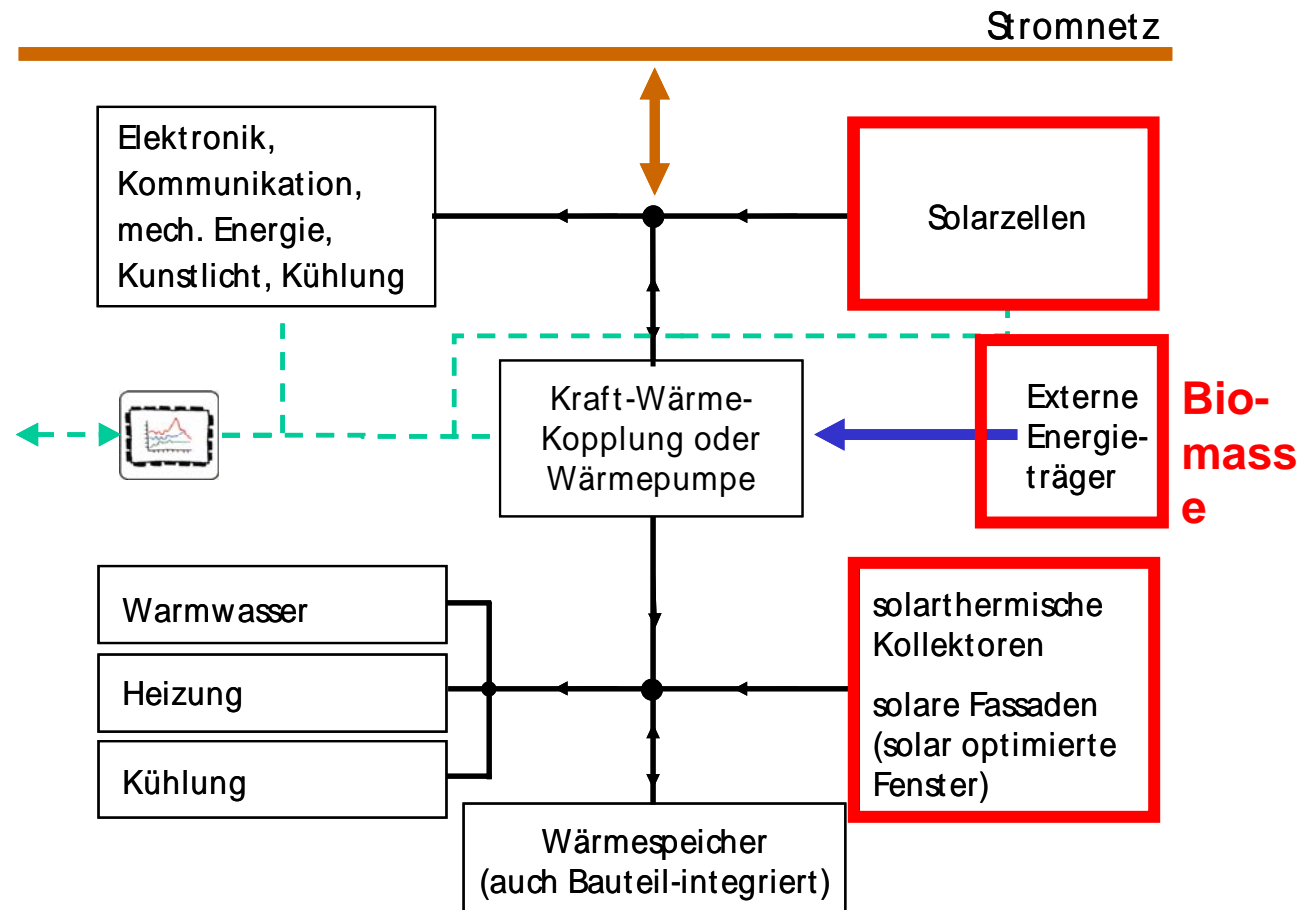 Stromnetz
Elektronik,
Kommunikation,
mech. Energie,
Kunstlicht, Kühlung
Solarzellen
Kraft-Wärme-
Kopplung oder
Wärmepumpe
Externe
Energie-
träger
Bio-
mass
e
Warmwasser
Heizung
Kühlung
solarthermische
Kollektoren
solare Fassaden
(solar optimierte
Fenster)
Wärmespeicher
(auch Bauteil-integriert)